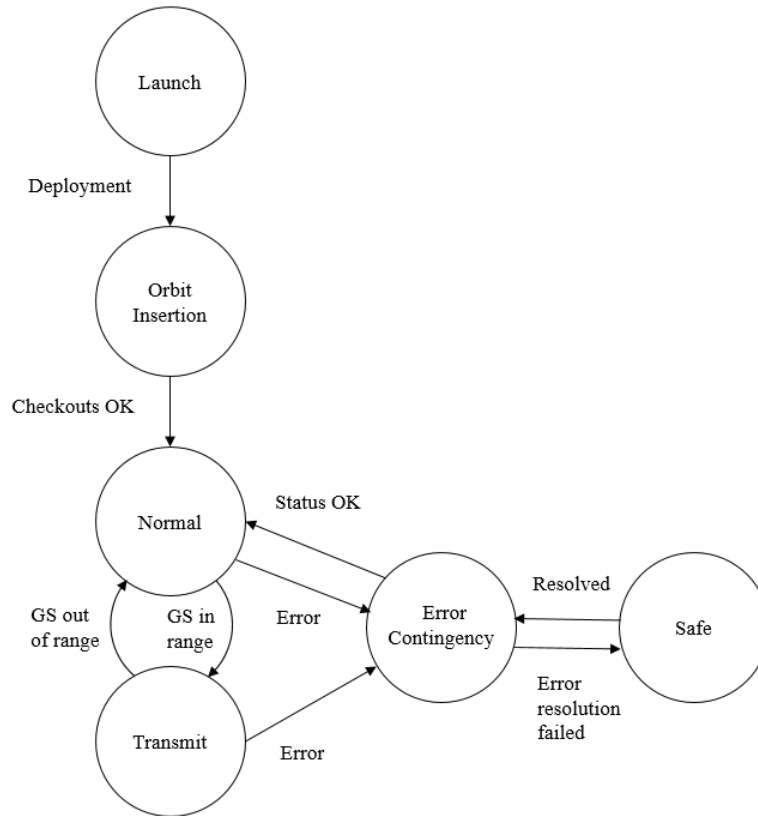 Launch
Deployment
Orbit
Insertion
Checkouts OK
Status OK
Normal
Resolved
GS out
of range
GS in
range
Error
Error
Contingency
Safe
Error
resolution
failed
Transmit
Error